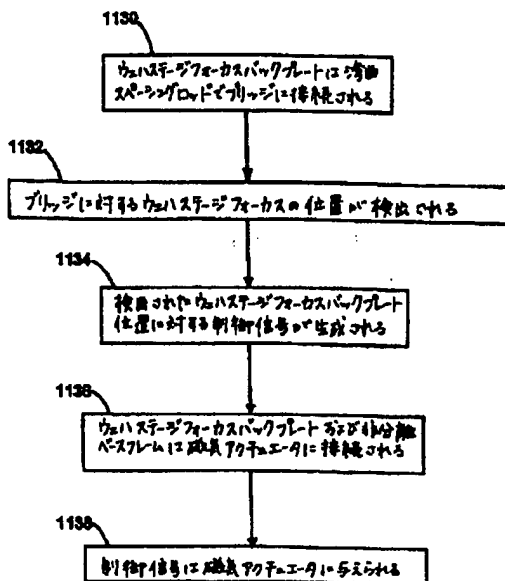 1130
ウェハステージフォーカスバックプレートは湾曲
スペーシングロッドでブリッジに接続される
1132
ブリッジに対するウェハステージフォーカスの位置が検出される
1134
検出されたウェハステージフォーカスバックプレート
位置に対する制御信号が生成される
1136
ウェハステージフォーカスバックプレートおよび非分離
ベースフレームは磁気アクチュエータに接続される
1138
制御信号は磁気アクチュエータに与えられる